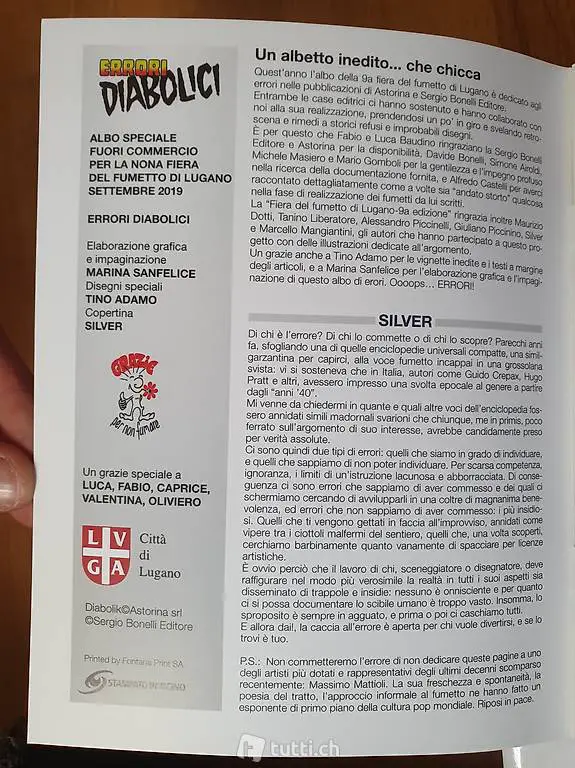 ERRORI
DIABOLICI
ALBO SPECIALE
FUORI COMMERCIO
PER LA NONA FIERA
DEL FUMETTO DI LUGANO
SETTEMBRE 2019
ERRORI DIABOLICI
Elaborazione grafica
e impaginazione
MARINA SANFELICE
Disegni speciali
TINO ADAMO
Copertina
SILVER
GRAZIE
per non fumare
Un grazie speciale a
LUCA, FABIO, CAPRICE,
VALENTINA, OLIVIERO
LVGA
Città
di
Lugano
Diabolik©Astorina srl
©Sergio Bonelli Editore
Printed by Fontana Print SA
STAMPATO IN TICINO
Un albetto inedito... che chicca
Quest'anno l'albo della 9a fiera del fumetto di Lugano è dedicato agli
errori nelle pubblicazioni di Astorina e Sergio Bonelli Editore.
Entrambe le case editrici ci hanno sostenuto e hanno collaborato con
noi alla sua realizzazione, prendendosi un po' in giro e svelando retro-
scena e rimedi a storici refusi e improbabili disegni.
È per questo che Fabio e Luca Baudino ringraziano la Sergio Bonelli
Editore e Astorina per la disponibilità, Davide Bonelli, Simone Airoldi,
Michele Masiero e Mario Gomboli per la gentilezza e l'impegno profuso
nella ricerca della documentazione fornita, e Alfredo Castelli per averci
raccontato dettagliatamente come a volte sia "andato storto" qualcosa
nella fase di realizzazione dei fumetti da lui scritti.
La "Fiera del fumetto di Lugano-9a edizione" ringrazia inoltre Maurizio
Dotti, Tanino Liberatore, Alessandro Piccinelli, Giuliano Piccinino, Silver
e Marcello Mangiantini, gli autori che hanno partecipato a questo pro-
getto con delle illustrazioni dedicate all'argomento.
Un grazie anche a Tino Adamo per le vignette inedite e i testi a margine
degli articoli, e a Marina Sanfelice per l'elaborazione grafica e l'impagi-
nazione di questo albo di erori. Oooops... ERRORI!
SILVER
Di chi è l'errore? Di chi lo commette o di chi lo scopre? Parecchi anni
fa, sfogliando una di quelle enciclopedie universali compatte, una simil-
garzantina per capirci, alla voce fumetto incappai in una grossolana
svista: vi si sosteneva che in Italia, autori come Guido Crepax, Hugo
Pratt e altri, avessero impresso una svolta epocale al genere a partire
dagli "anni '40".
Mi venne da chiedermi in quante e quali altre voci dell'enciclopedia fos-
sero annidati simili madornali svarioni che chiunque, me in primis, poco
ferrato sull'argomento di suo interesse, avrebbe candidamente preso
per verità assolute.
Ci sono quindi due tipi di errori: quelli che siamo in grado di individuare,
e quelli che sappiamo di non poter individuare. Per scarsa competenza,
ignoranza, i limiti di un'istruzione lacunosa e abborracciata. Di conse-
guenza ci sono errori che sappiamo di aver commesso e dei quali ci
schermiamo cercando di avvilupparli in una coltre di magnanima bene-
volenza, ed errori che non sappiamo di aver commesso: i più insidio-
si. Quelli che ti vengono gettati in faccia all'improvviso, annidati come
vipere tra i ciottoli malfermi del sentiero, quelli che, una volta scoperti,
cerchiamo barbinamente quanto vanamente di spacciare per licenze
artistiche.
È ovvio perciò che il lavoro di chi, sceneggiatore o disegnatore, deve
raffigurare nel modo più verosimile la realtà in tutti i suoi aspetti sia
disseminato di trappole e insidie: nessuno è onnisciente e per quanto
ci si possa documentare lo scibile umano è troppo vasto. Insomma, lo
sproposito è sempre in agguato, e prima o poi ci caschiamo tutti.
E allora dai!, la caccia all'errore è aperta per chi vuole divertirsi, e se lo
trovi è tuo.
P.S.: Non commetteremo l'errore di non dedicare queste pagine a uno
degli artisti più dotati e rappresentativi degli ultimi decenni scomparso
recentemente: Massimo Mattioli. La sua freschezza e spontaneità, la
poesia del tratto, l'approccio informale al fumetto ne hanno fatto un
esponente di primo piano della cultura pop mondiale. Riposi in pace.
tutti.ch